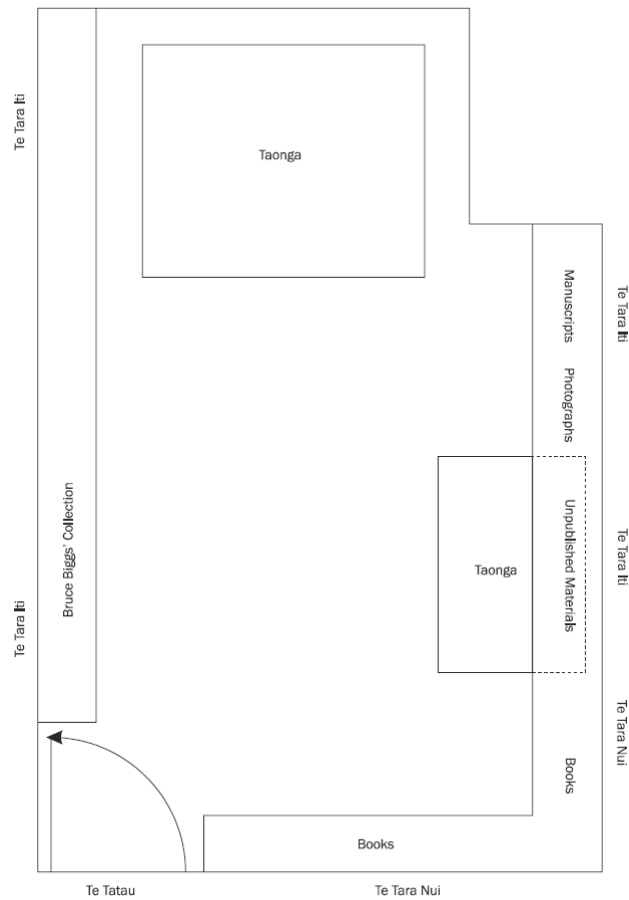 Te Tara Iti
Taonga
Manuscripts
Te Tara Iti
Photographs
Bruce Biggs' Collection
Unpublished Materials
Te Tara Iti
Taonga
Te Tara Iti
Te Tara Nui
Books
Books
Te Tatau
Te Tara Nui